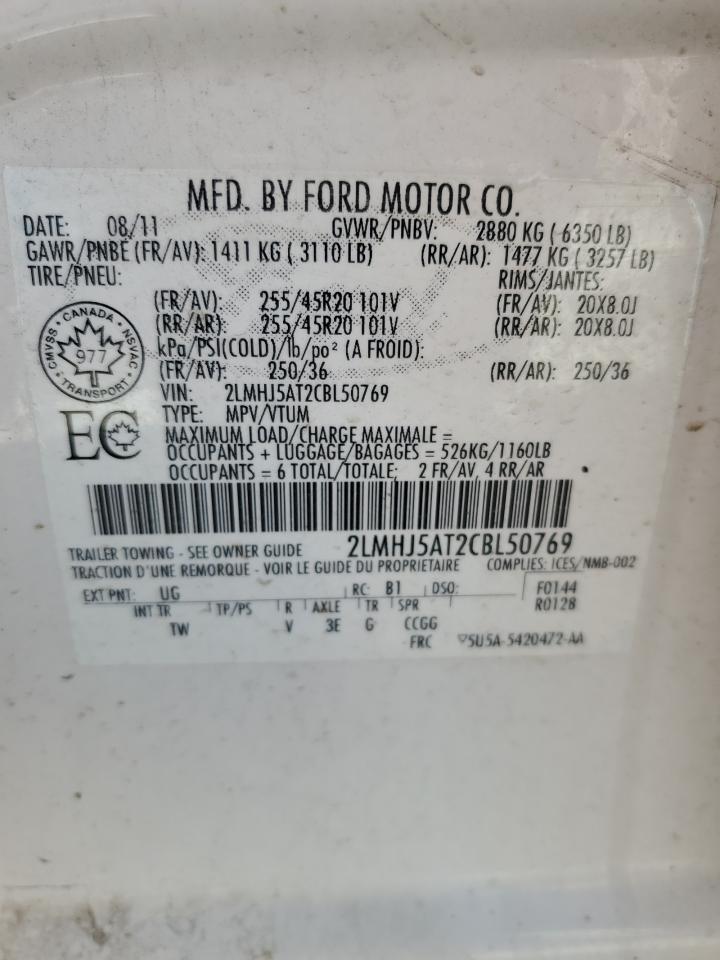 MFD. BY FORD MOTOR CO.
DATE: 08/11 GVWR/PNBV: 2880 KG ( 6350 LB)
GAWR/PNBE (FR/AV): 1411 KG ( 3110 LB) (RR/AR): 1477 KG ( 3257 LB)
TIRE/PNEU: RIMS/JANTES:
(FR/AV): 255/45R20 101V (FR/AV): 20X8.0J
(RR/AR): 255/45R20 101V (RR/AR): 20X8.0J
kPa/PSI(COLD)/lb/po² (A FROID):
(FR/AV): 250/36 (RR/AR): 250/36
CMVSS · CANADA · NSVAC
977
TRANSPORT
VIN: 2LMHJ5AT2CBL50769
TYPE: MPV/VTUM
EC
MAXIMUM LOAD/CHARGE MAXIMALE =
OCCUPANTS + LUGGAGE/BAGAGES = 526KG/1160LB
OCCUPANTS = 6 TOTAL/TOTALE; 2 FR/AV, 4 RR/AR
TRAILER TOWING - SEE OWNER GUIDE 2LMHJ5AT2CBL50769
TRACTION D'UNE REMORQUE - VOIR LE GUIDE DU PROPRIETAIRE COMPLIES: ICES/NMB-002
EXT PNT: UG RC: B1 DSO: F0144
INT TR TP/PS R AXLE TR SPR R0128
TW V 3E G CCGG
FRC 5U5A-5420472-AA